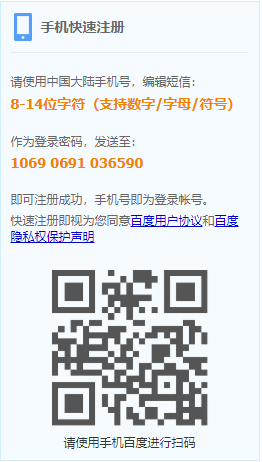 手机快速注册
请使用中国大陆手机号，编辑短信：
8-14位字符（支持数字/字母/符号）
作为登录密码，发送至：
1069 0691 036590
即可注册成功，手机号即为登录帐号。
快速注册即视为您同意百度用户协议和百度
隐私权保护声明
请使用手机百度进行扫码